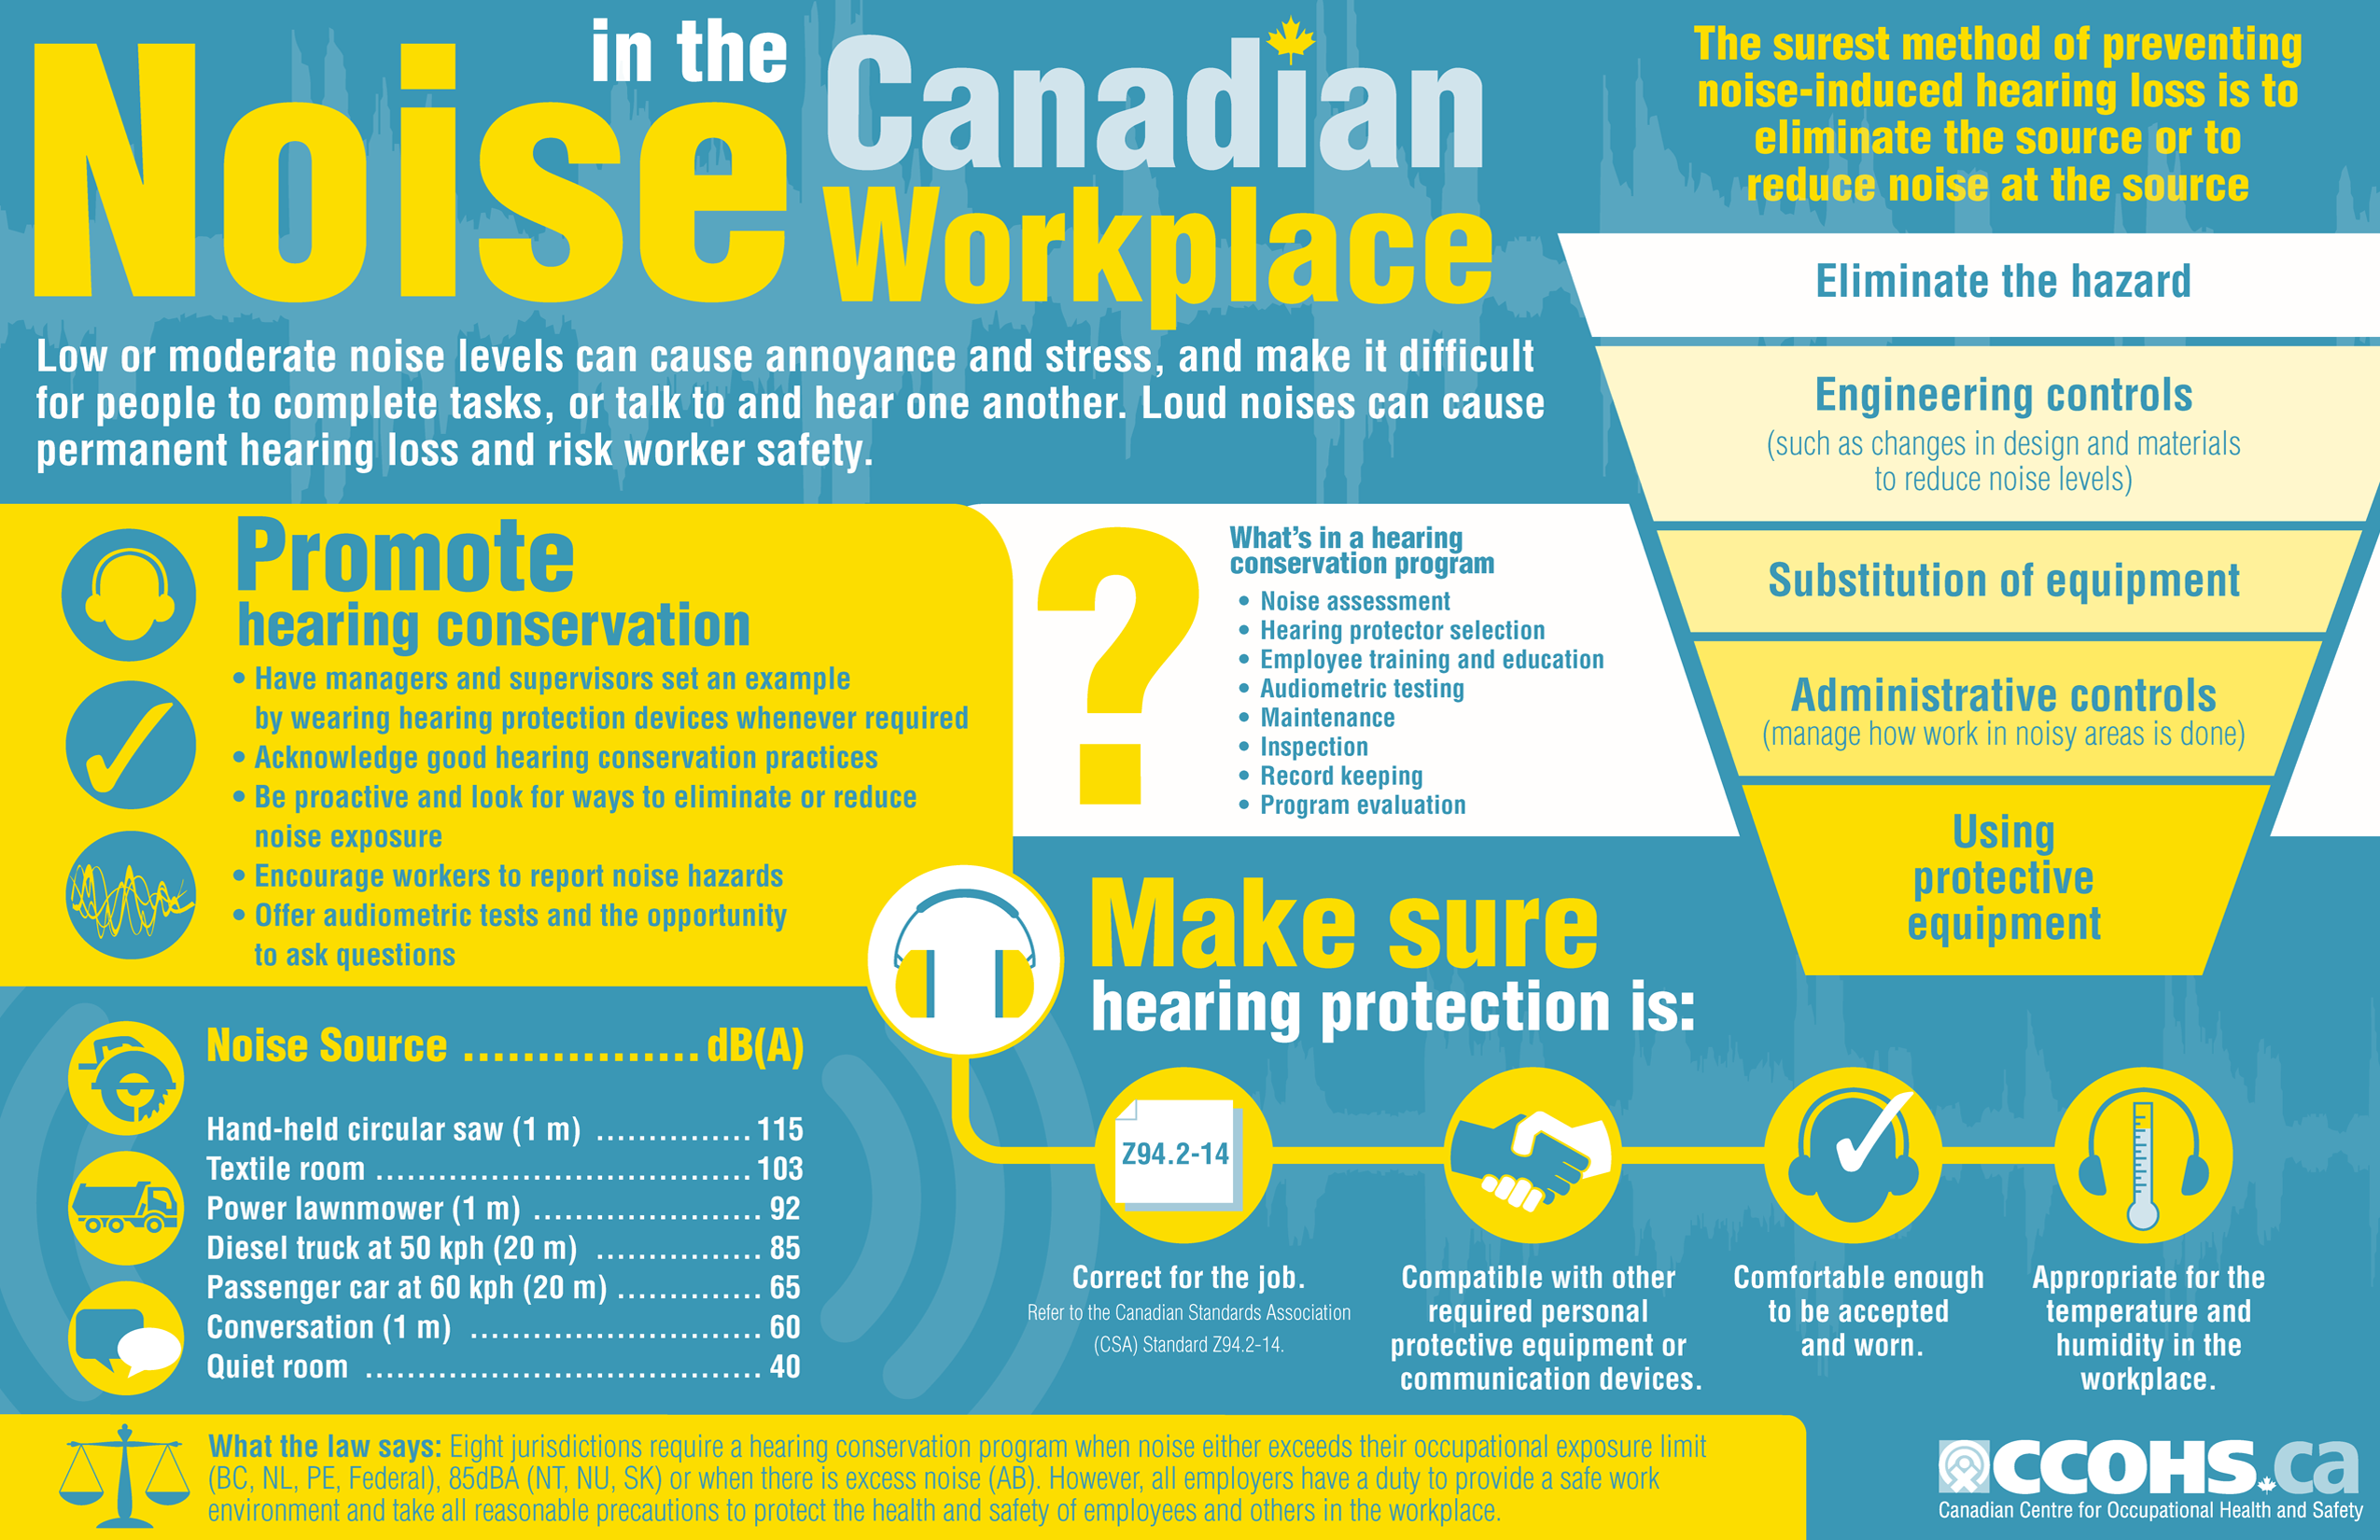 Noise in the Canadian
Workplace
Low or moderate noise levels can cause annoyance and stress, and make it difficult
for people to complete tasks, or talk to and hear one another. Loud noises can cause
permanent hearing loss and risk worker safety.
The surest method of preventing
noise-induced hearing loss is to
eliminate the source or to
reduce noise at the source
Eliminate the hazard
Engineering controls
(such as changes in design and materials
to reduce noise levels)
Substitution of equipment
Administrative controls
(manage how work in noisy areas is done)
Using
protective
equipment
Promote
hearing conservation
• Have managers and supervisors set an example
by wearing hearing protection devices whenever required
• Acknowledge good hearing conservation practices
• Be proactive and look for ways to eliminate or reduce
noise exposure
• Encourage workers to report noise hazards
• Offer audiometric tests and the opportunity
to ask questions
?
What's in a hearing
conservation program
• Noise assessment
• Hearing protector selection
• Employee training and education
• Audiometric testing
• Maintenance
• Inspection
• Record keeping
• Program evaluation
Noise Source ................ dB(A)
Hand-held circular saw (1 m) ............... 115
Textile room .................................... 103
Power lawnmower (1 m) ...................... 92
Diesel truck at 50 kph (20 m) ................ 85
Passenger car at 60 kph (20 m) .............. 65
Conversation (1 m) ............................ 60
Quiet room ...................................... 40
Make sure
hearing protection is:
Z94.2-14
Correct for the job.
Refer to the Canadian Standards Association
(CSA) Standard Z94.2-14.
Compatible with other
required personal
protective equipment or
communication devices.
Comfortable enough
to be accepted
and worn.
Appropriate for the
temperature and
humidity in the
workplace.
What the law says: Eight jurisdictions require a hearing conservation program when noise either exceeds their occupational exposure limit
(BC, NL, PE, Federal), 85dBA (NT, NU, SK) or when there is excess noise (AB). However, all employers have a duty to provide a safe work
environment and take all reasonable precautions to protect the health and safety of employees and others in the workplace.
CCOHS.ca
Canadian Centre for Occupational Health and Safety